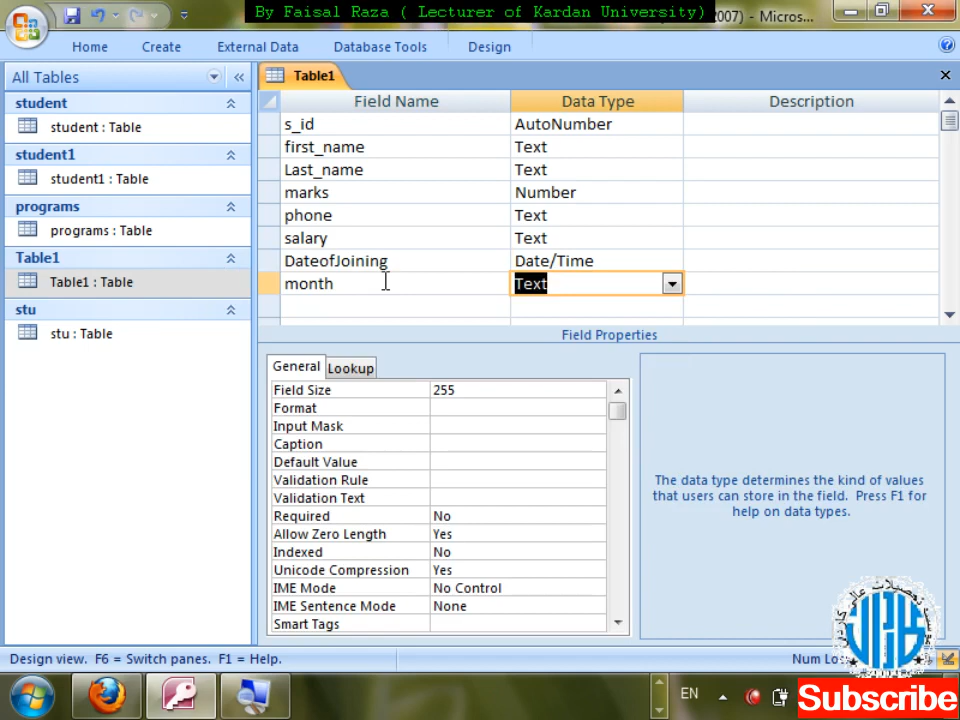 By Faisal Raza ( Lecturer of Kardan University)
2007) - Micros...
Home Create External Data Database Tools Design
All Tables
student
student : Table
student1
student1 : Table
programs
programs : Table
Table1
Table1 : Table
stu
stu : Table
Table1
Field Name Data Type Description
s_id AutoNumber
first_name Text
Last_name Text
marks Number
phone Text
salary Text
DateofJoining Date/Time
month Text
Field Properties
General Lookup
Field Size 255
Format
Input Mask
Caption
Default Value
Validation Rule
Validation Text
Required No
Allow Zero Length Yes
Indexed No
Unicode Compression Yes
IME Mode No Control
IME Sentence Mode None
Smart Tags
The data type determines the kind of values
that users can store in the field. Press F1 for
help on data types.
Design view. F6 = Switch panes. F1 = Help.
Num Lo
EN
Subscribe